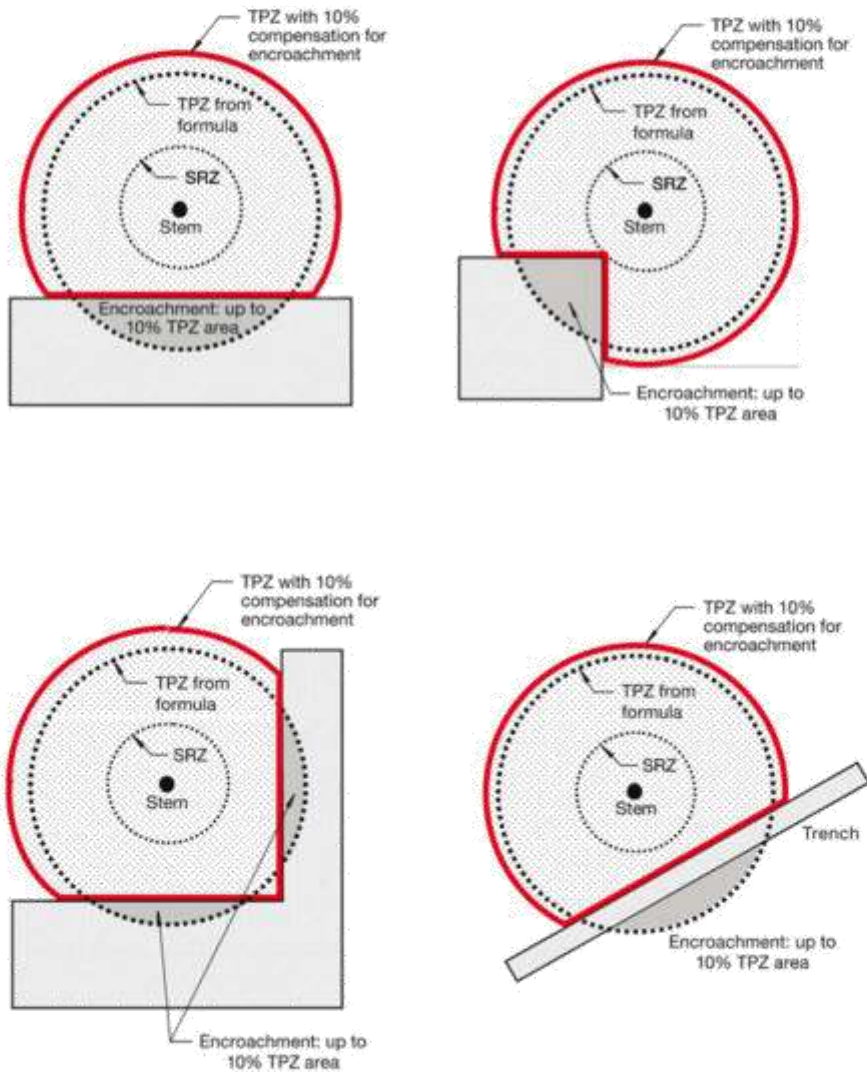 TPZ with 10%
compensation for
encroachment
TPZ from
formula
SRZ
Stem
Encroachment: up to
10% TPZ area
TPZ with 10%
compensation for
encroachment
TPZ from
formula
SRZ
Stem
Encroachment: up to
10% TPZ area
TPZ with 10%
compensation for
encroachment
TPZ from
formula
SRZ
Stem
Encroachment: up to
10% TPZ area
TPZ with 10%
compensation for
encroachment
TPZ from
formula
SRZ
Stem
Trench
Encroachment: up to
10% TPZ area